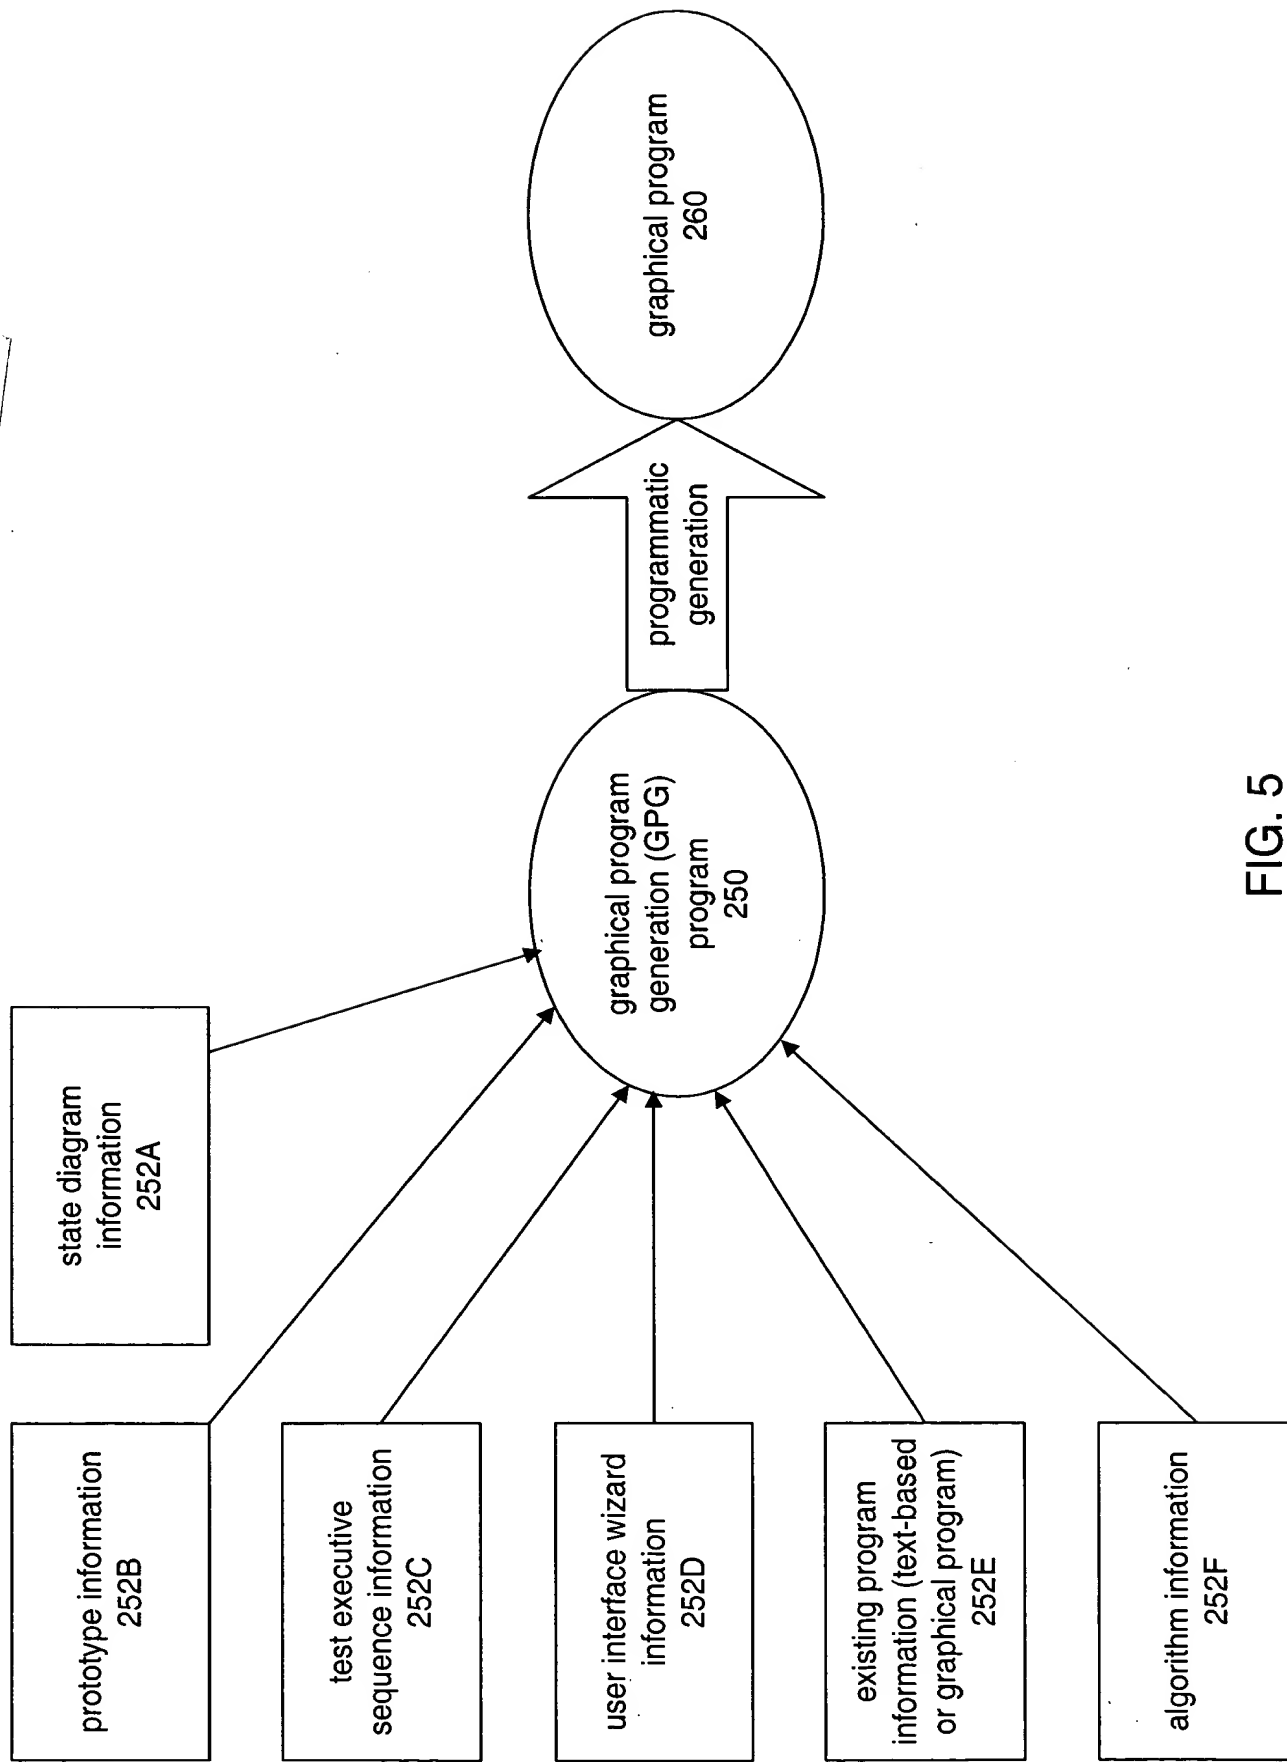 state diagram
information
252A
prototype information
252B
test executive
sequence information
252C
user interface wizard
information
252D
existing program
information (text-based
or graphical program)
252E
algorithm information
252F
graphical program
generation (GPG)
program
250
programmatic
generation
graphical program
260
FIG. 5